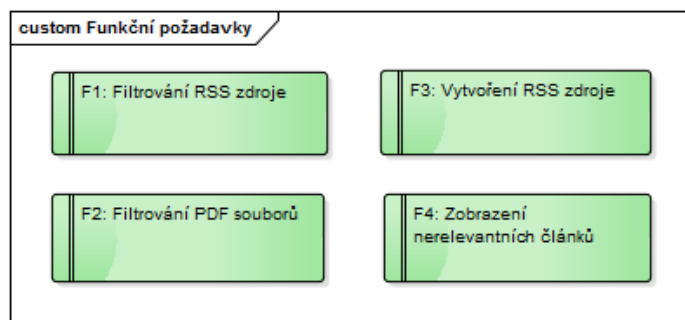 custom Funkční požadavky
F1: Filtrování RSS zdroje
F3: Vytvoření RSS zdroje
F2: Filtrování PDF souborů
F4: Zobrazení
nerelevantních článků